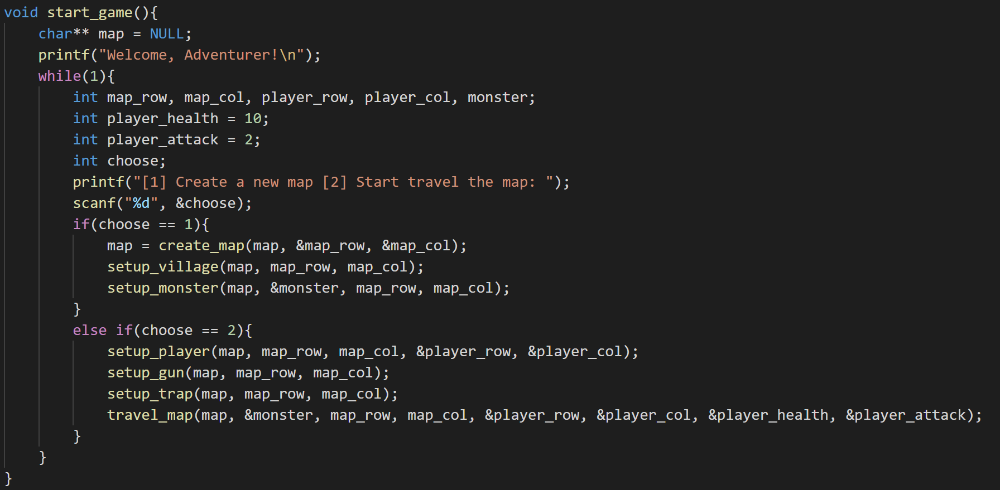 void start_game(){
    char** map = NULL;
    printf("Welcome, Adventurer!\n");
    while(1){
        int map_row, map_col, player_row, player_col, monster;
        int player_health = 10;
        int player_attack = 2;
        int choose;
        printf("[1] Create a new map [2] Start travel the map: ");
        scanf("%d", &choose);
        if(choose == 1){
            map = create_map(map, &map_row, &map_col);
            setup_village(map, map_row, map_col);
            setup_monster(map, &monster, map_row, map_col);
        }
        else if(choose == 2){
            setup_player(map, map_row, map_col, &player_row, &player_col);
            setup_gun(map, map_row, map_col);
            setup_trap(map, map_row, map_col);
            travel_map(map, &monster, map_row, map_col, &player_row, &player_col, &player_health, &player_attack);
        }
    }
}